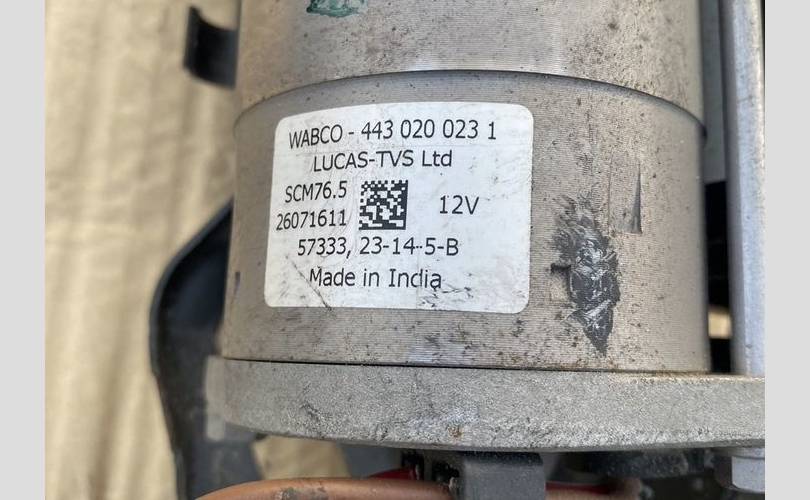 WABCO - 443 020 023 1
LUCAS-TVS Ltd
SCM76.5
26071611
12V
57333, 23-14-5-B
Made in India